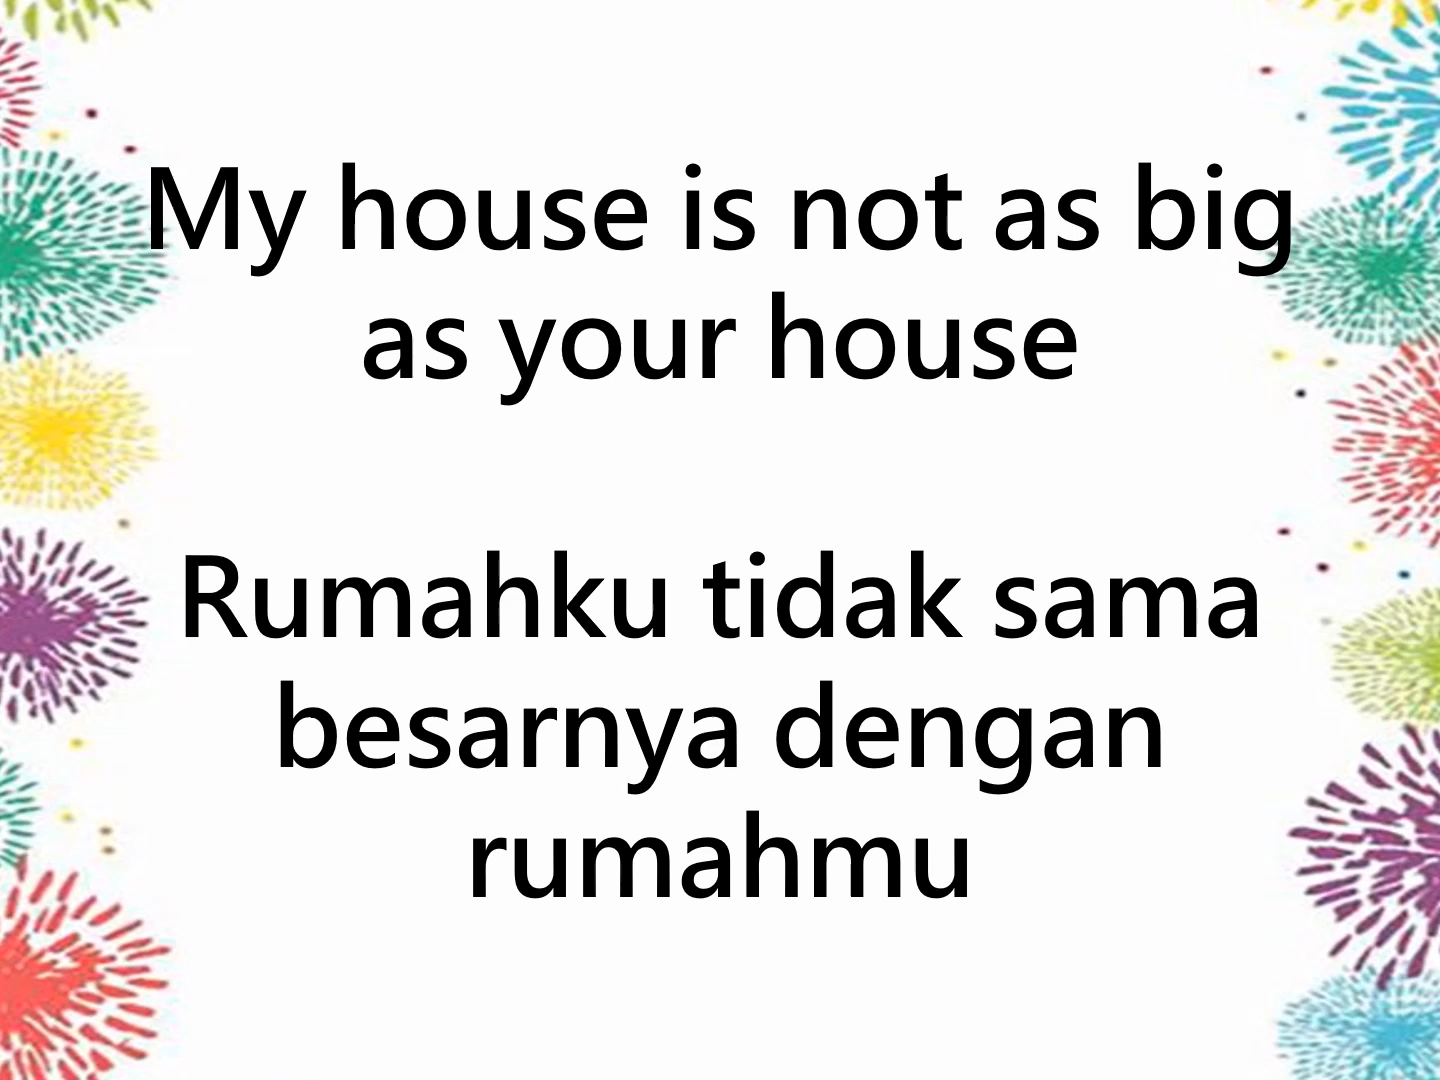 My house is not as big
as your house
Rumahku tidak sama
besarnya dengan
rumahmu